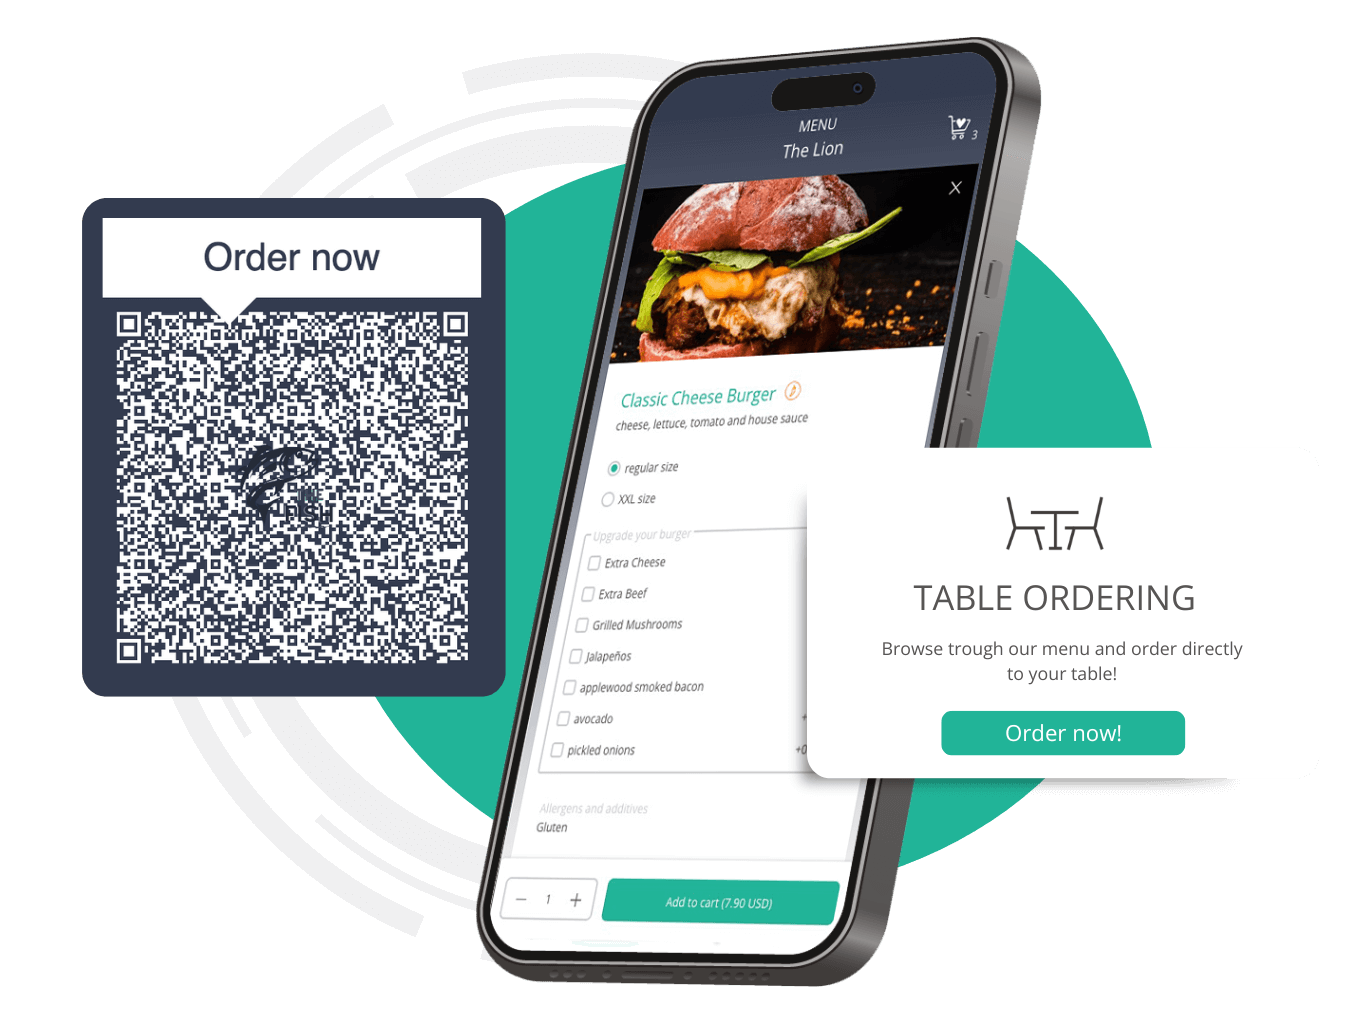 Order now
THE
FISH
MENU
The Lion
3
X
Classic Cheese Burger
cheese, lettuce, tomato and house sauce
regular size
XXL size
Upgrade your burger
Extra Cheese
Extra Beef
Grilled Mushrooms
Jalapeños
applewood smoked bacon
avocado
+
pickled onions
+0
Allergens and additives
Gluten
− 1 +
Add to cart (7.90 USD)
TABLE ORDERING
Browse trough our menu and order directly
to your table!
Order now!